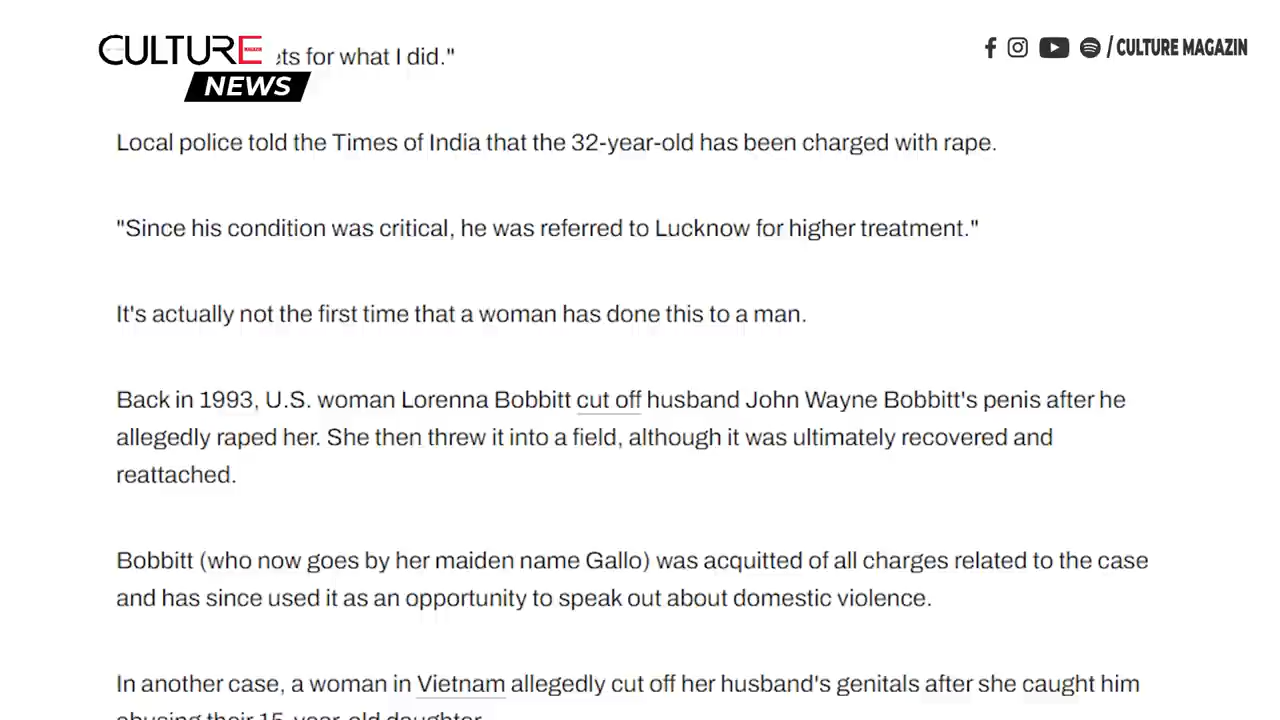 CULTURE
NEWS
for what I did."
/ CULTURE MAGAZIN
Local police told the Times of India that the 32-year-old has been charged with rape.
"Since his condition was critical, he was referred to Lucknow for higher treatment."
It's actually not the first time that a woman has done this to a man.
Back in 1993, U.S. woman Lorenna Bobbitt cut off husband John Wayne Bobbitt's penis after he
allegedly raped her. She then threw it into a field, although it was ultimately recovered and
reattached.
Bobbitt (who now goes by her maiden name Gallo) was acquitted of all charges related to the case
and has since used it as an opportunity to speak out about domestic violence.
In another case, a woman in Vietnam allegedly cut off her husband's genitals after she caught him
abusing their 15-year-old daughter.